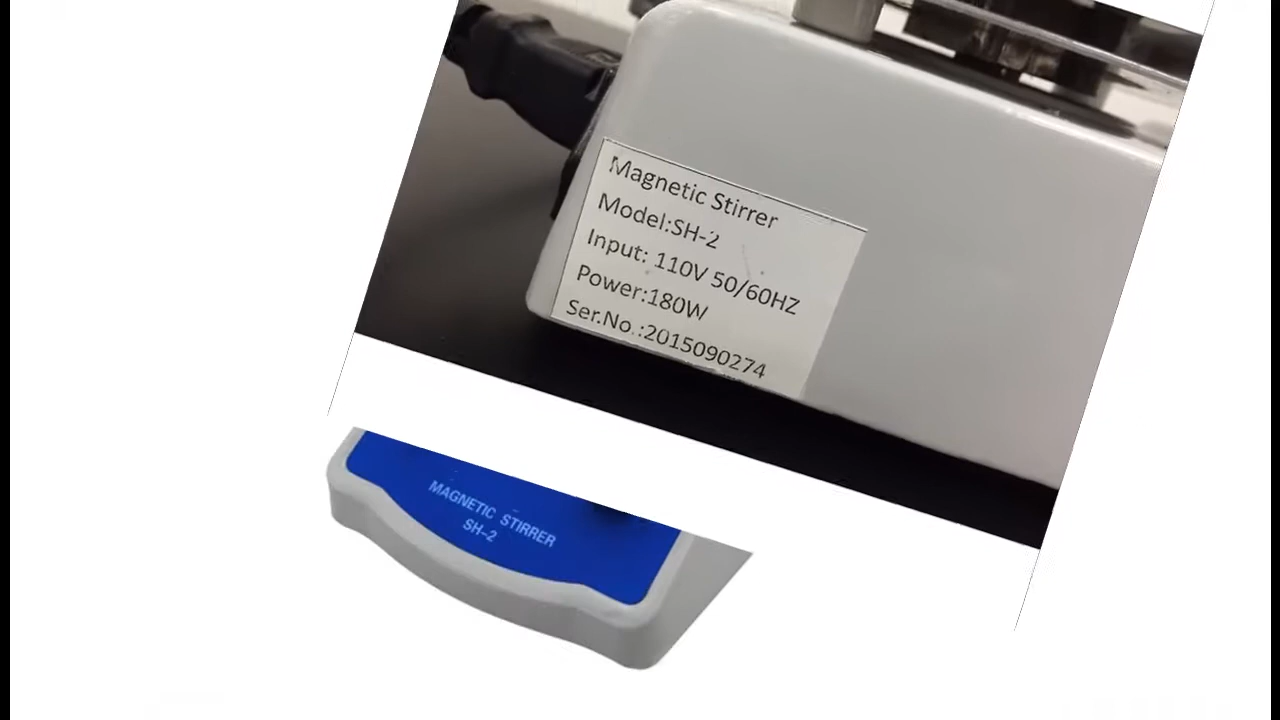 Magnetic Stirrer
Model:SH-2
Input: 110V 50/60HZ
Power:180W
Ser.No.:2015090274
MAGNETIC STIRRER
SH-2